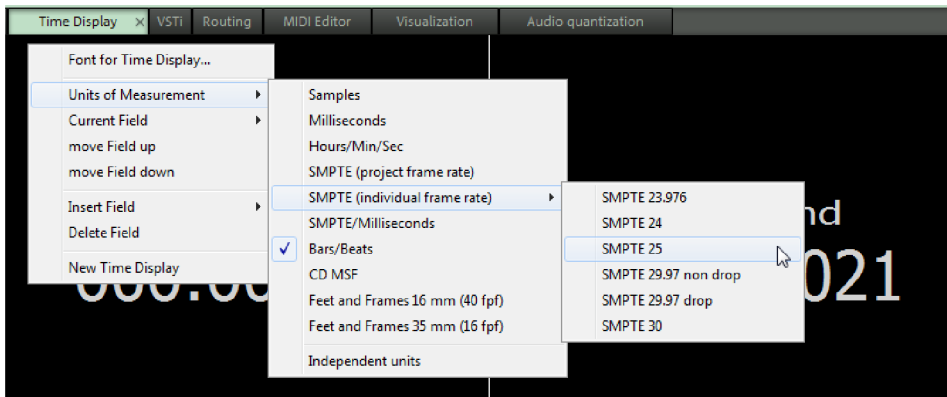 Time Display × VSTi Routing MIDI Editor Visualization Audio quantization
Font for Time Display...
Units of Measurement
Current Field
move Field up
move Field down
Insert Field
Delete Field
New Time Display
Samples
Milliseconds
Hours/Min/Sec
SMPTE (project frame rate)
SMPTE (individual frame rate)
SMPTE/Milliseconds
Bars/Beats
CD MSF
Feet and Frames 16 mm (40 fpf)
Feet and Frames 35 mm (16 fpf)
Independent units
SMPTE 23.976
SMPTE 24
SMPTE 25
SMPTE 29.97 non drop
SMPTE 29.97 drop
SMPTE 30
nd
021